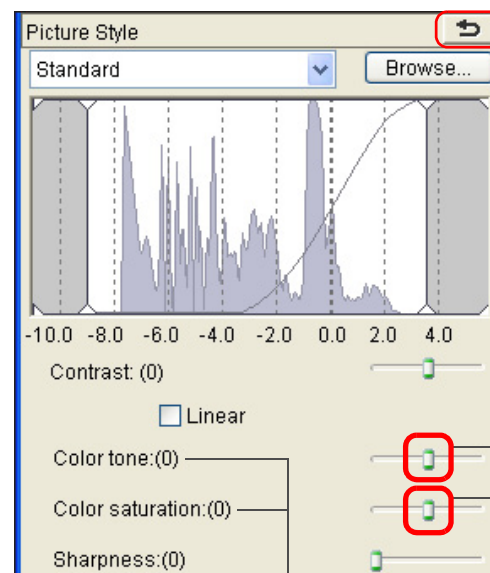 Picture Style
Standard Browse...
-10.0 -8.0 -6.0 -4.0 -2.0 0.0 2.0 4.0
Contrast: (0)
Linear
Color tone:(0)
Color saturation:(0)
Sharpness:(0)